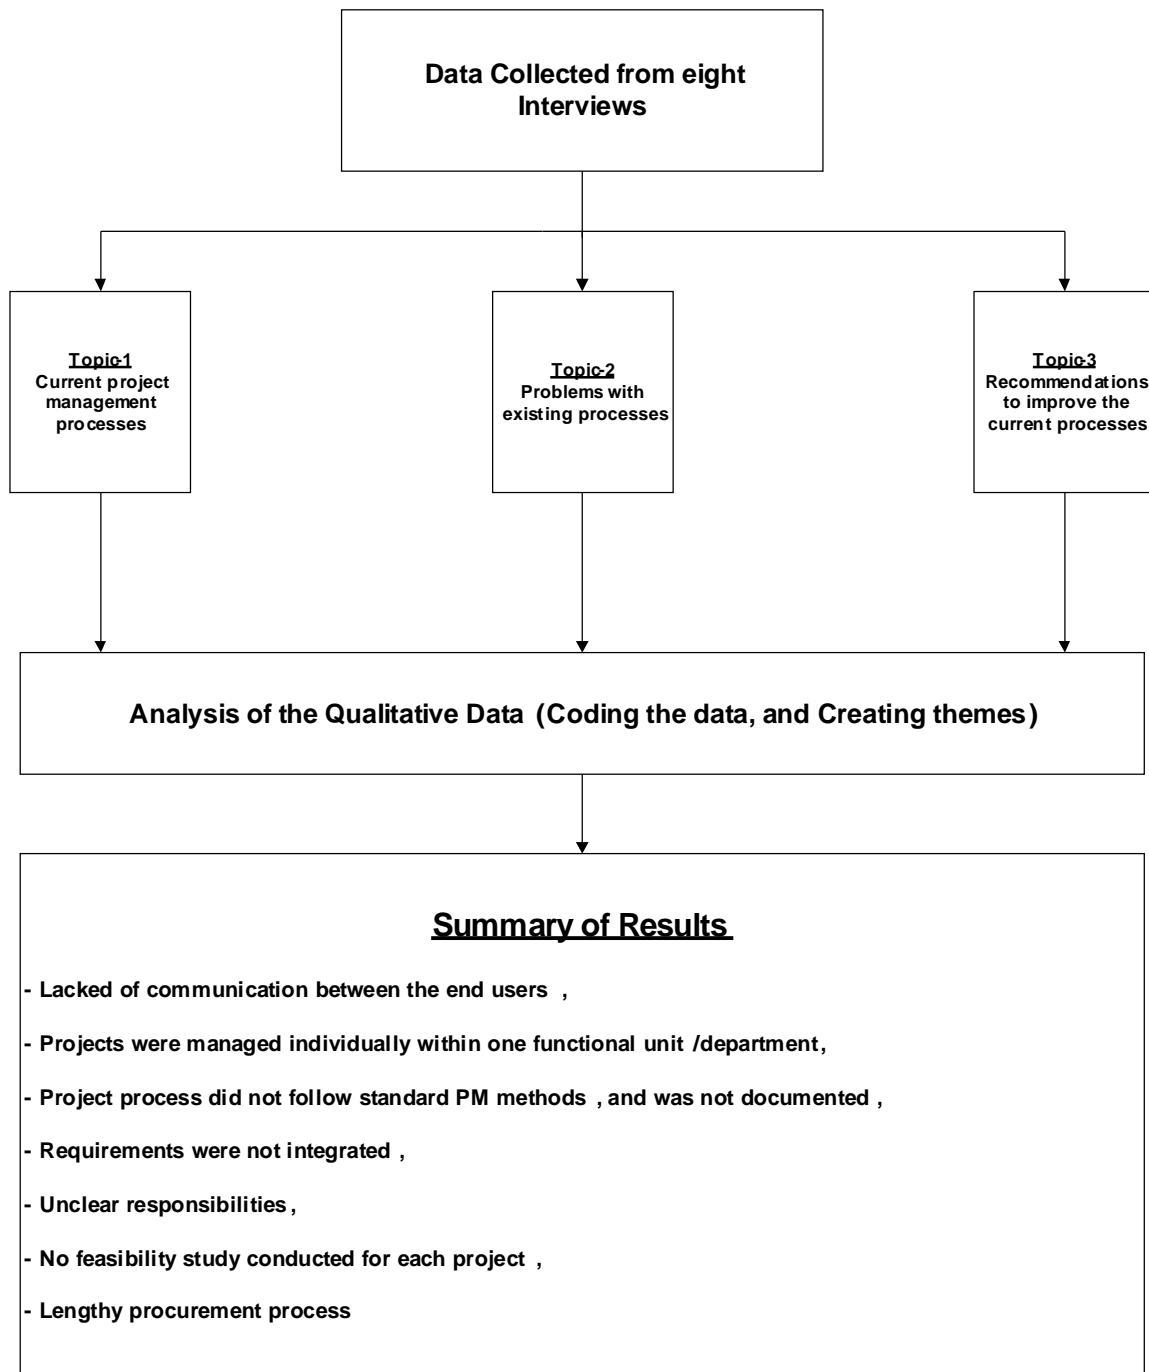 Data Collected from eight
Interviews
Topic-1
Current project
management
processes
Topic-2
Problems with
existing processes
Topic-3
Recommendations
to improve the
current processes
Analysis of the Qualitative Data (Coding the data, and Creating themes)
Summary of Results
- Lacked of communication between the end users ,
- Projects were managed individually within one functional unit /department,
- Project process did not follow standard PM methods , and was not documented ,
- Requirements were not integrated ,
- Unclear responsibilities,
- No feasibility study conducted for each project ,
- Lengthy procurement process